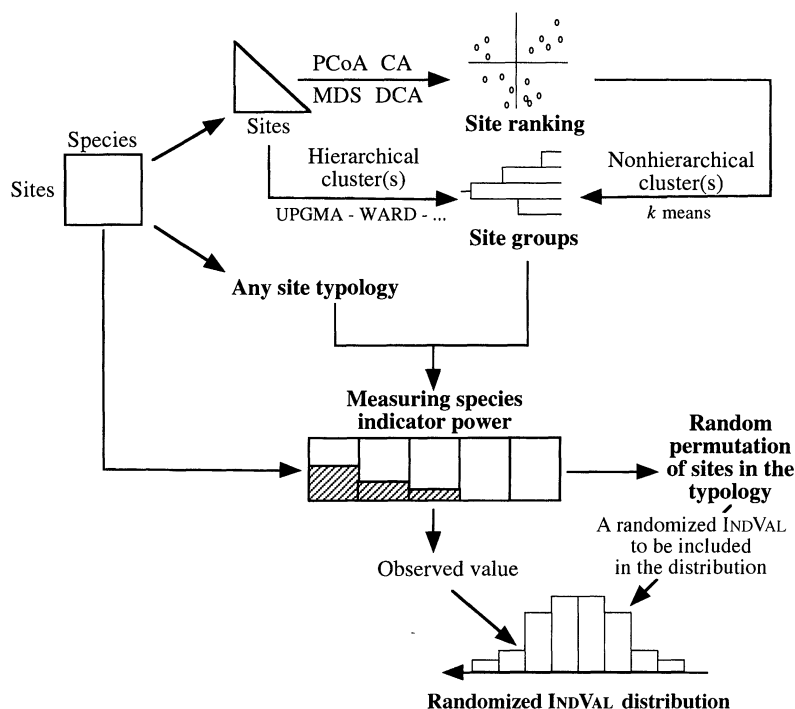 PCoA CA
MDS DCA
Sites
Site ranking
Species
Sites
Hierarchical
cluster(s)
UPGMA - WARD - ...
Nonhierarchical
cluster(s)
k means
Site groups
Any site typology
Measuring species
indicator power
Random
permutation
of sites in the
typology
A randomized INDVAL
to be included
in the distribution
Observed value
Randomized INDVAL distribution